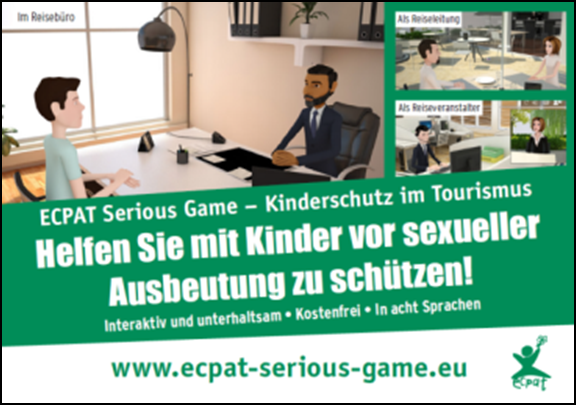 Im Reisebüro
Als Reiseleitung
Als Reiseveranstalter
ECPAT Serious Game – Kinderschutz im Tourismus
Helfen Sie mit Kinder vor sexueller
Ausbeutung zu schützen!
Interaktiv und unterhaltsam • Kostenfrei • In acht Sprachen
www.ecpat-serious-game.eu
ecpat